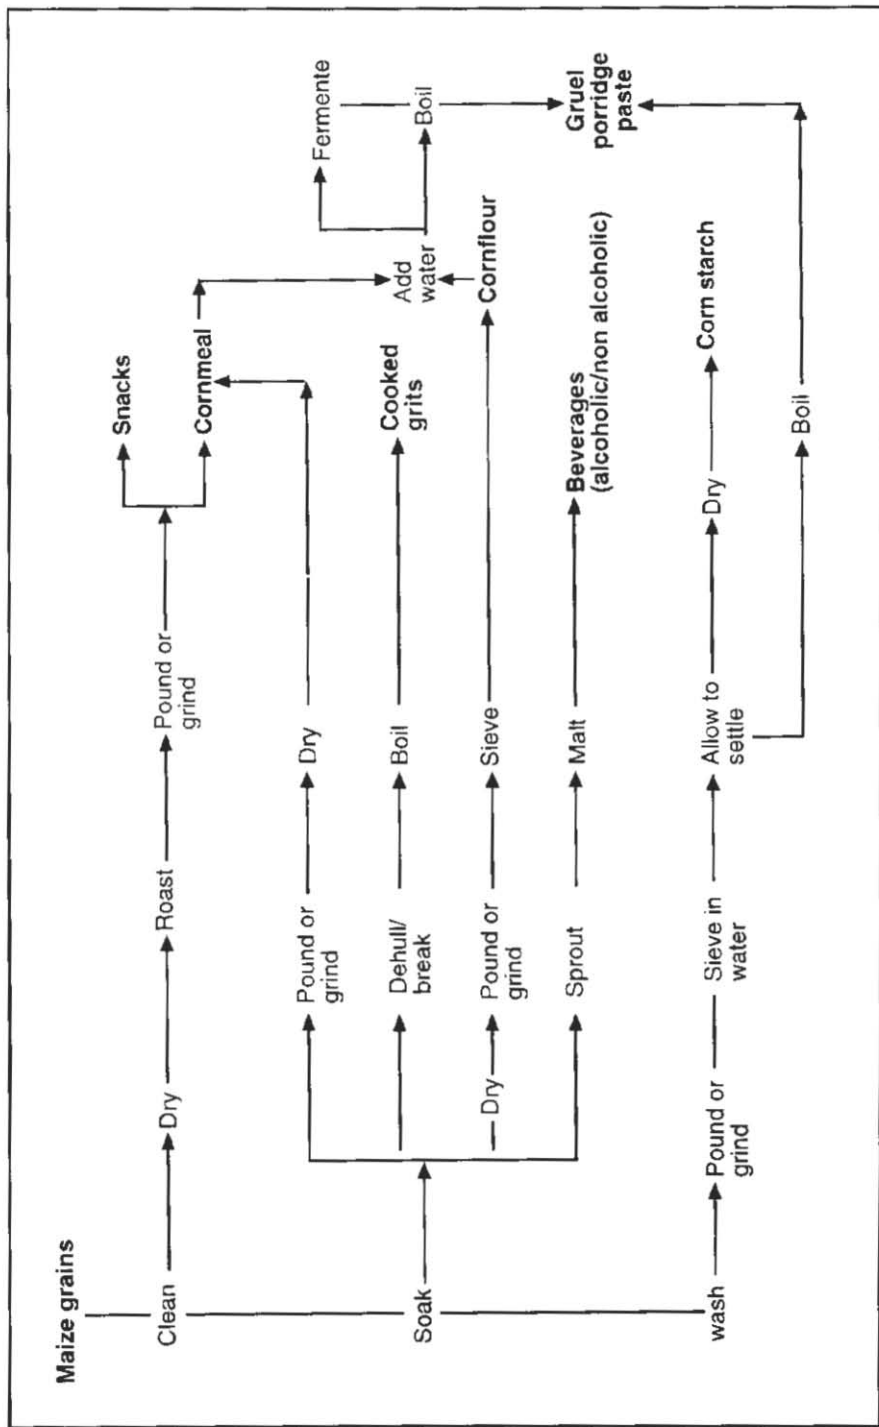 Maize grains
Clean
Dry
Roast
Pound or
grind
Snacks
Cornmeal
Soak
Pound or
grind
Dry
Dehull/
break
Boil
Cooked
grits
Dry
Pound or
grind
Sieve
Cornflour
Add
water
Fermente
Boil
Gruel
porridge
paste
Sprout
Malt
Beverages
(alcoholic/non alcoholic)
wash
Pound or
grind
Sieve in
water
Allow to
settle
Dry
Corn starch
Boil